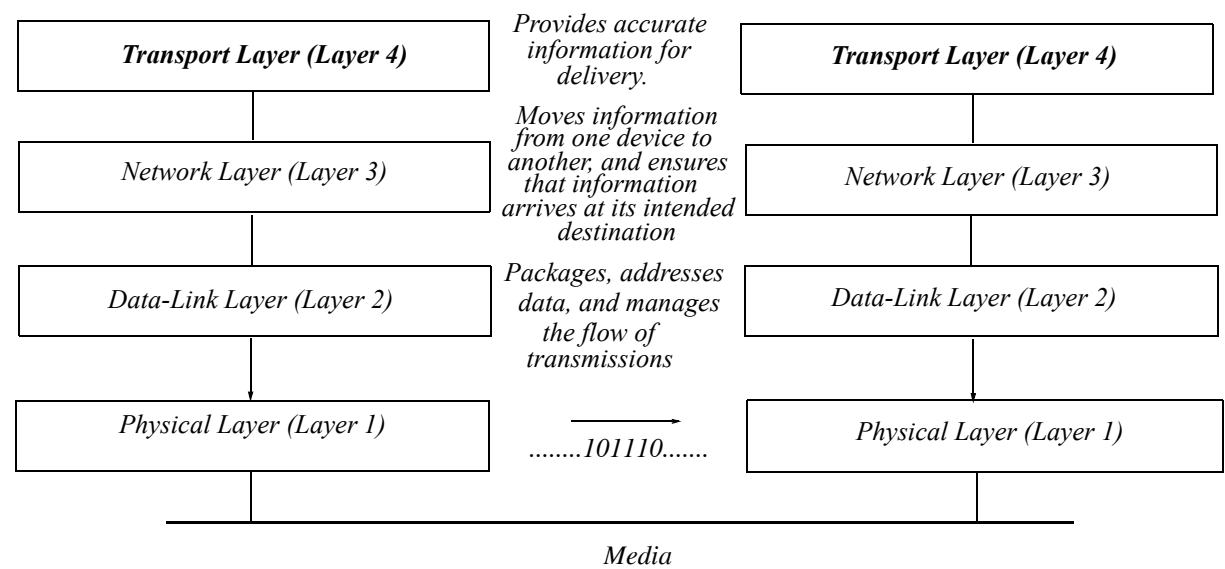 Transport Layer (Layer 4)
Provides accurate
information for
delivery.
Transport Layer (Layer 4)
Network Layer (Layer 3)
Moves information
from one device to
another, and ensures
that information
arrives at its intended
destination
Network Layer (Layer 3)
Data-Link Layer (Layer 2)
Packages, addresses
data, and manages
the flow of
transmissions
Data-Link Layer (Layer 2)
Physical Layer (Layer 1)
........101110.......
Physical Layer (Layer 1)
Media